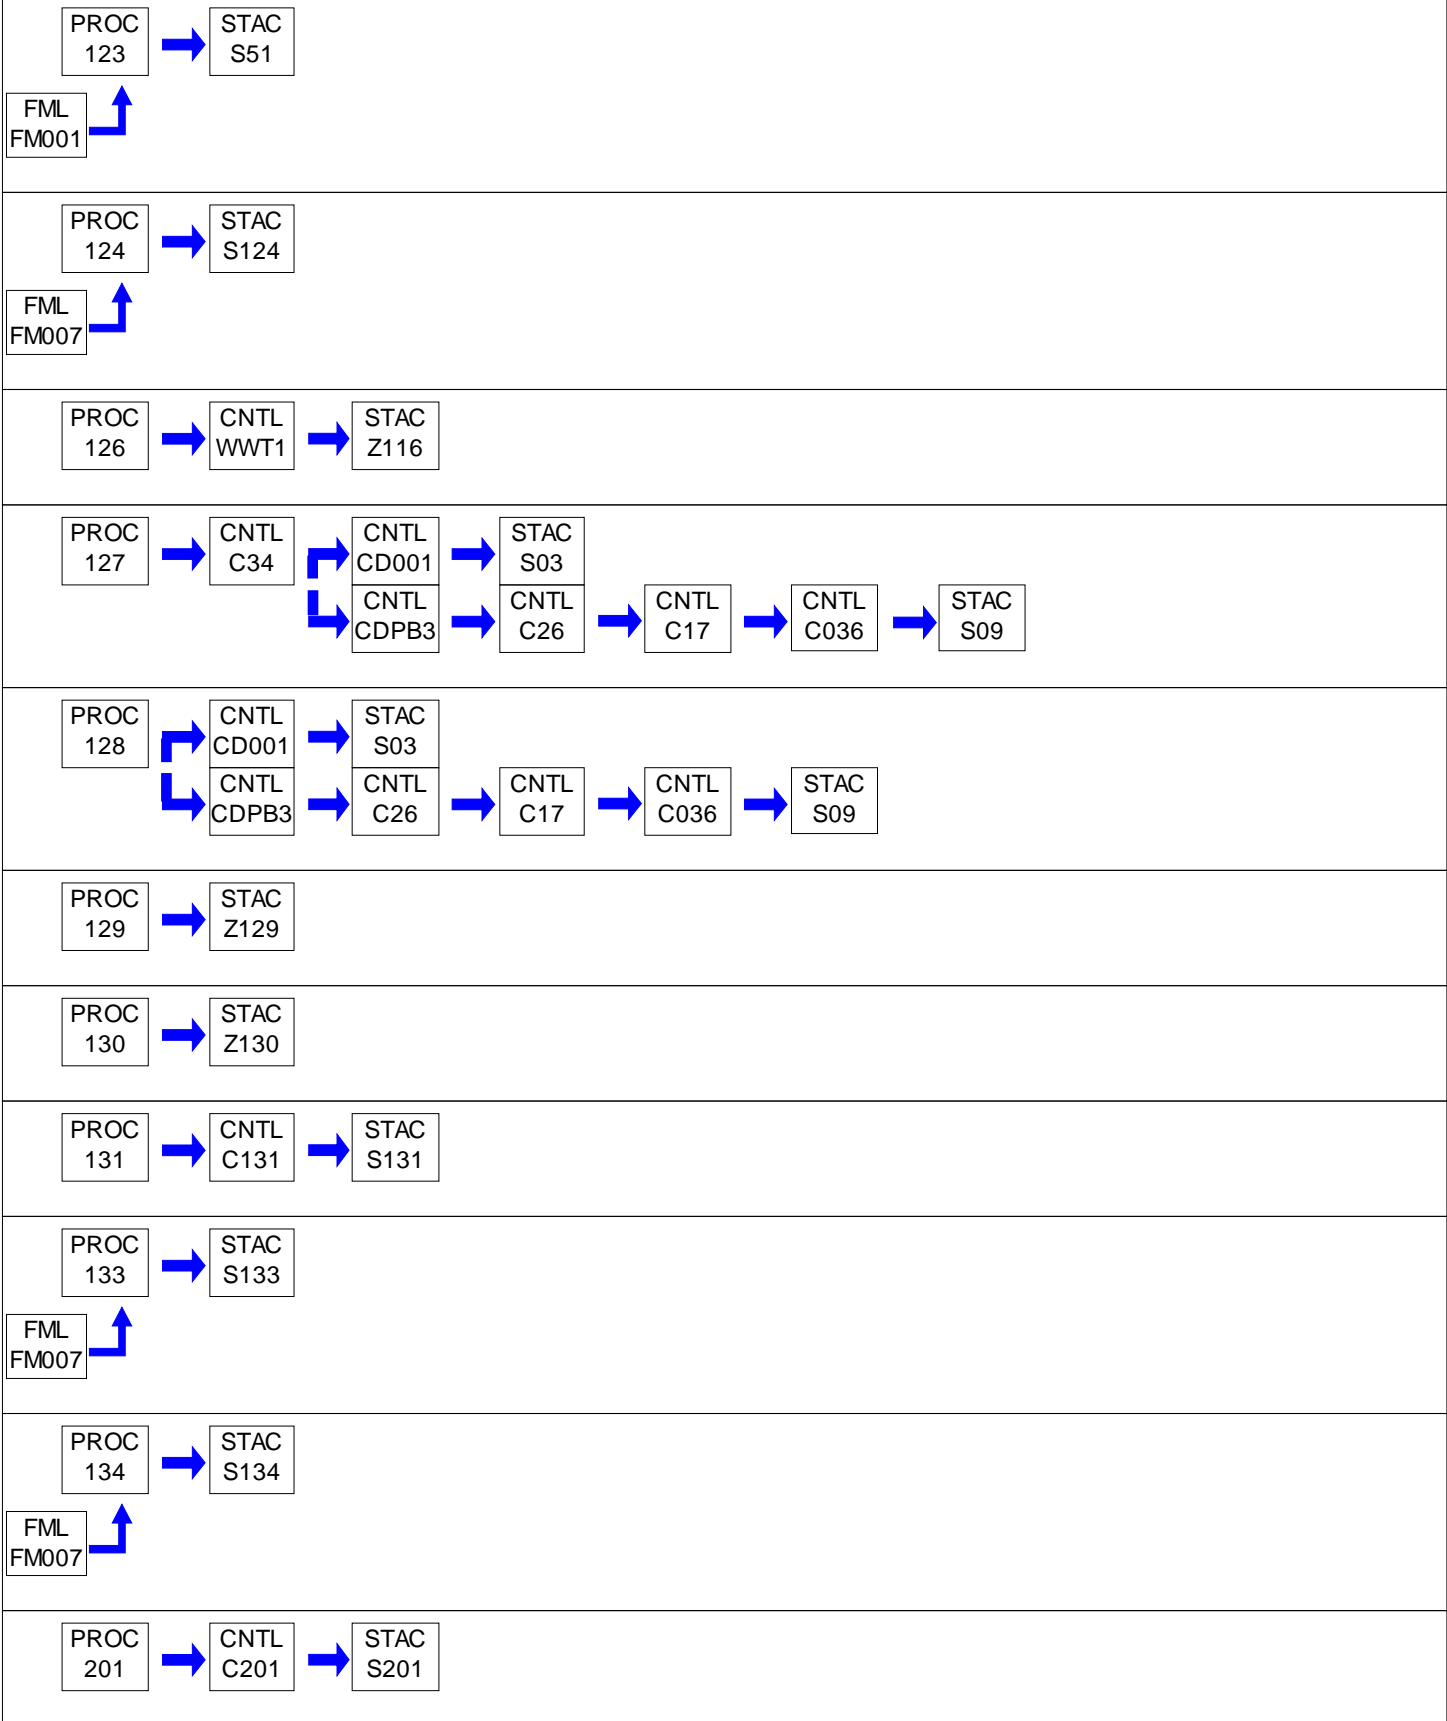 PROC
123
STAC
S51
FML
FM001
PROC
124
STAC
S124
FML
FM007
PROC
126
CNTL
WWT1
STAC
Z116
PROC
127
CNTL
C34
CNTL
CD001
STAC
S03
CNTL
CDPB3
CNTL
C26
CNTL
C17
CNTL
C036
STAC
S09
PROC
128
CNTL
CD001
STAC
S03
CNTL
CDPB3
CNTL
C26
CNTL
C17
CNTL
C036
STAC
S09
PROC
129
STAC
Z129
PROC
130
STAC
Z130
PROC
131
CNTL
C131
STAC
S131
PROC
133
STAC
S133
FML
FM007
PROC
134
STAC
S134
FML
FM007
PROC
201
CNTL
C201
STAC
S201